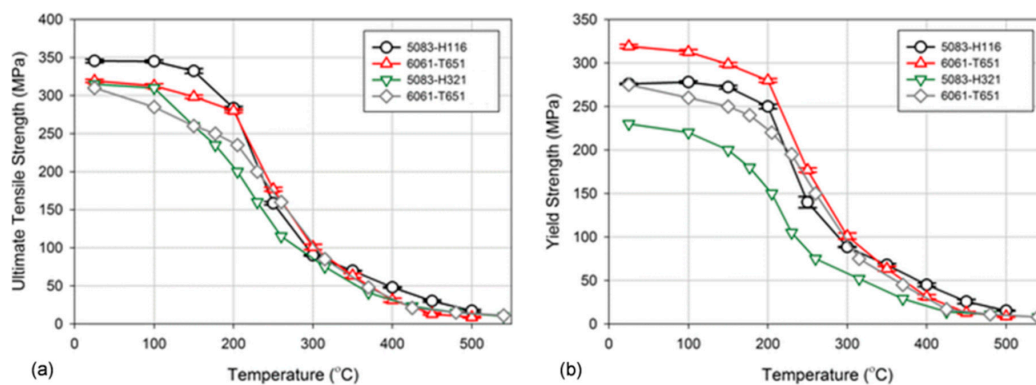 400
350
300
250
200
150
100
50
0
Ultimate Tensile Strength (MPa)
5083-H116
6061-T651
5083-H321
6061-T651
0 100 200 300 400 500
Temperature (°C)
(a)
350
300
250
200
150
100
50
0
Yield Strength (MPa)
5083-H116
6061-T651
5083-H321
6061-T651
0 100 200 300 400 500
Temperature (°C)
(b)